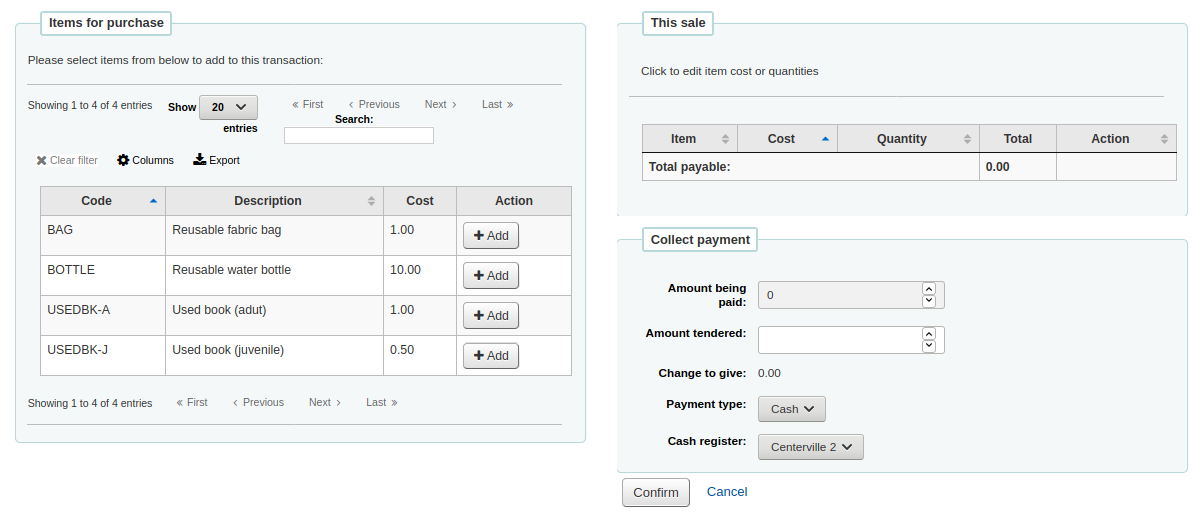 Items for purchase
Please select items from below to add to this transaction:
Showing 1 to 4 of 4 entries
Show 20 entries
« First ‹ Previous Next › Last »
Search:
Clear filter Columns Export
Code Description Cost Action
BAG Reusable fabric bag 1.00 + Add
BOTTLE Reusable water bottle 10.00 + Add
USEDBK-A Used book (adut) 1.00 + Add
USEDBK-J Used book (juvenile) 0.50 + Add
Showing 1 to 4 of 4 entries « First ‹ Previous Next › Last »
This sale
Click to edit item cost or quantities
Item Cost Quantity Total Action
Total payable: 0.00
Collect payment
Amount being
paid: 0
Amount tendered:
Change to give: 0.00
Payment type: Cash
Cash register: Centerville 2
Confirm Cancel